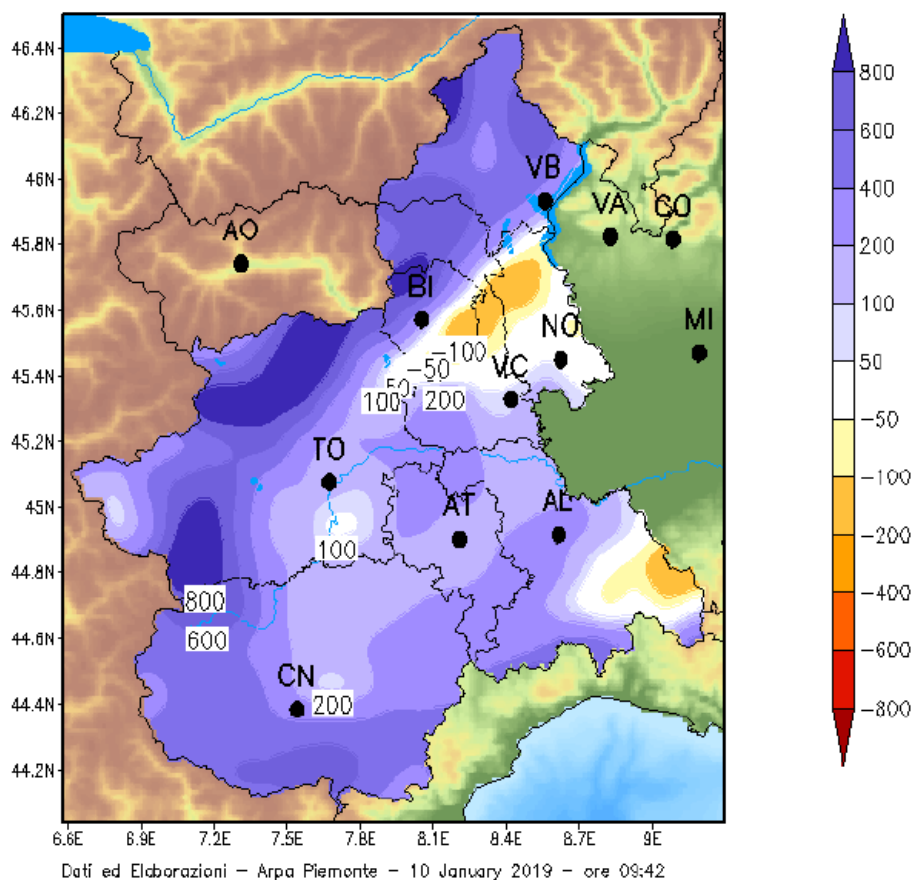 46.4N
46.2N
46N
45.8N
45.6N
45.4N
45.2N
45N
44.8N
44.6N
44.4N
44.2N
6.6E 6.9E 7.2E 7.5E 7.8E 8.1E 8.4E 8.7E 9E
VB
VA CO
AO
BI
NO MI
-100
-50
VC
50
100 200
TO
AT AL
100
800
600
CN
200
800
600
400
200
100
50
-50
-100
-200
-400
-600
-800
Dati ed Elaborazioni - Arpa Piemonte - 10 January 2019 - ore 09:42